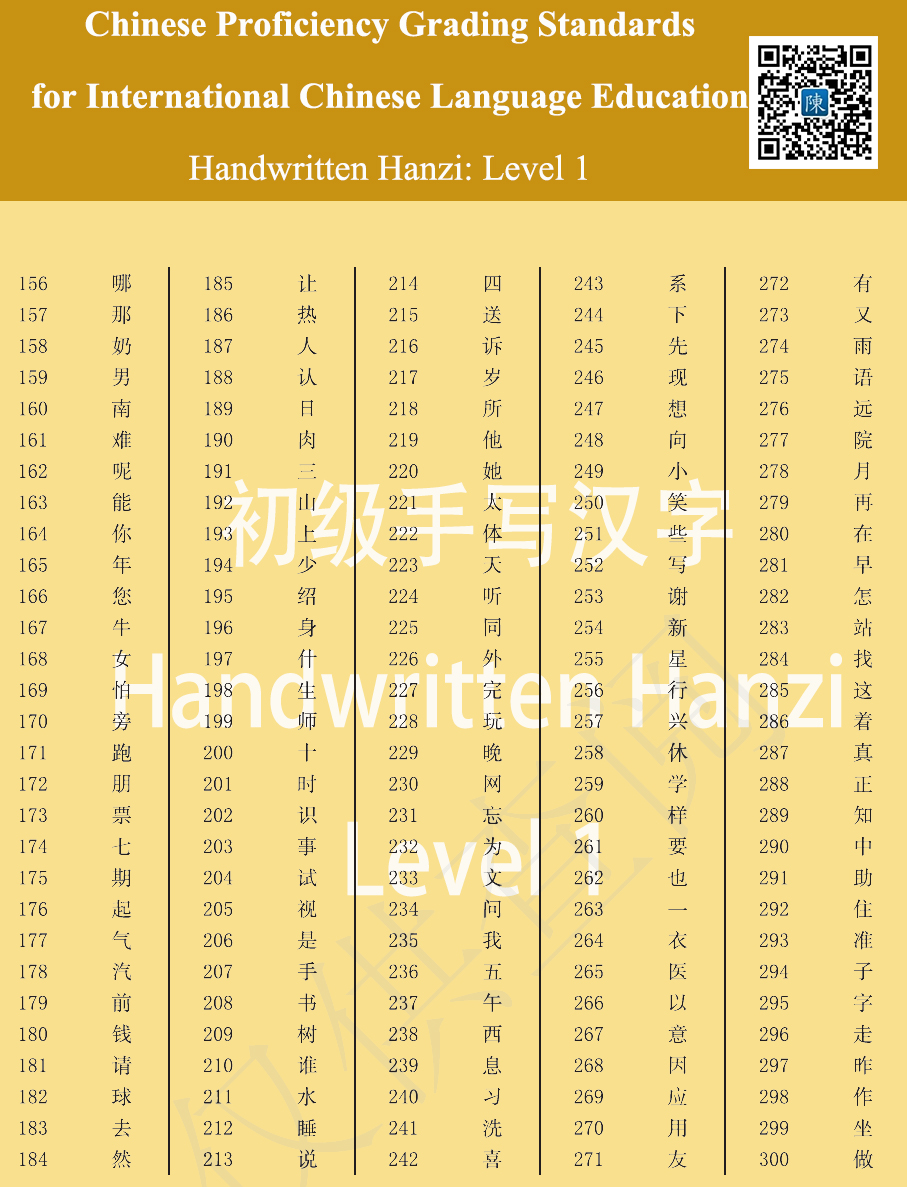 Chinese Proficiency Grading Standards
for International Chinese Language Education
陳
Handwritten Hanzi: Level 1
156 哪 185 让 214 四 243 系 272 有
157 那 186 热 215 送 244 下 273 又
158 奶 187 人 216 诉 245 先 274 雨
159 男 188 认 217 岁 246 现 275 语
160 南 189 日 218 所 247 想 276 远
161 难 190 肉 219 他 248 向 277 院
162 呢 191 三 220 她 249 小 278 月
163 能 192 山 221 太 250 笑 279 再
164 你 193 上 222 体 251 些 280 在
165 年 194 少 223 天 252 写 281 早
166 您 195 绍 224 听 253 谢 282 怎
167 牛 196 身 225 同 254 新 283 站
168 女 197 什 226 外 255 星 284 找
169 怕 198 生 227 完 256 行 285 这
170 旁 199 师 228 玩 257 兴 286 着
171 跑 200 十 229 晚 258 休 287 真
172 朋 201 时 230 网 259 学 288 正
173 票 202 识 231 忘 260 样 289 知
174 七 203 事 232 为 261 要 290 中
175 期 204 试 233 文 262 也 291 助
176 起 205 视 234 问 263 一 292 住
177 气 206 是 235 我 264 衣 293 准
178 汽 207 手 236 五 265 医 294 子
179 前 208 书 237 午 266 以 295 字
180 钱 209 树 238 西 267 意 296 走
181 请 210 谁 239 息 268 因 297 昨
182 球 211 水 240 习 269 应 298 作
183 去 212 睡 241 洗 270 用 299 坐
184 然 213 说 242 喜 271 友 300 做
初级手写汉字
Handwritten Hanzi
Level 1
仅供查阅